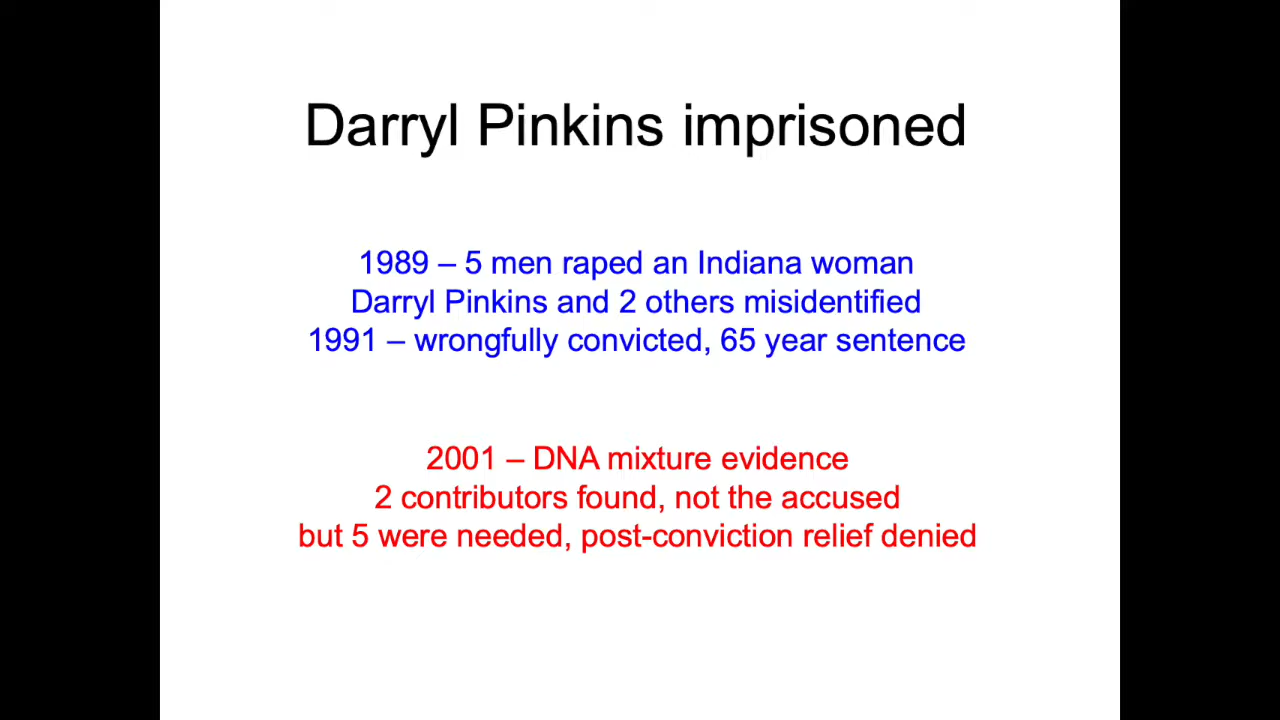 Darryl Pinkins imprisoned
1989 – 5 men raped an Indiana woman
Darryl Pinkins and 2 others misidentified
1991 – wrongfully convicted, 65 year sentence
2001 – DNA mixture evidence
2 contributors found, not the accused
but 5 were needed, post-conviction relief denied